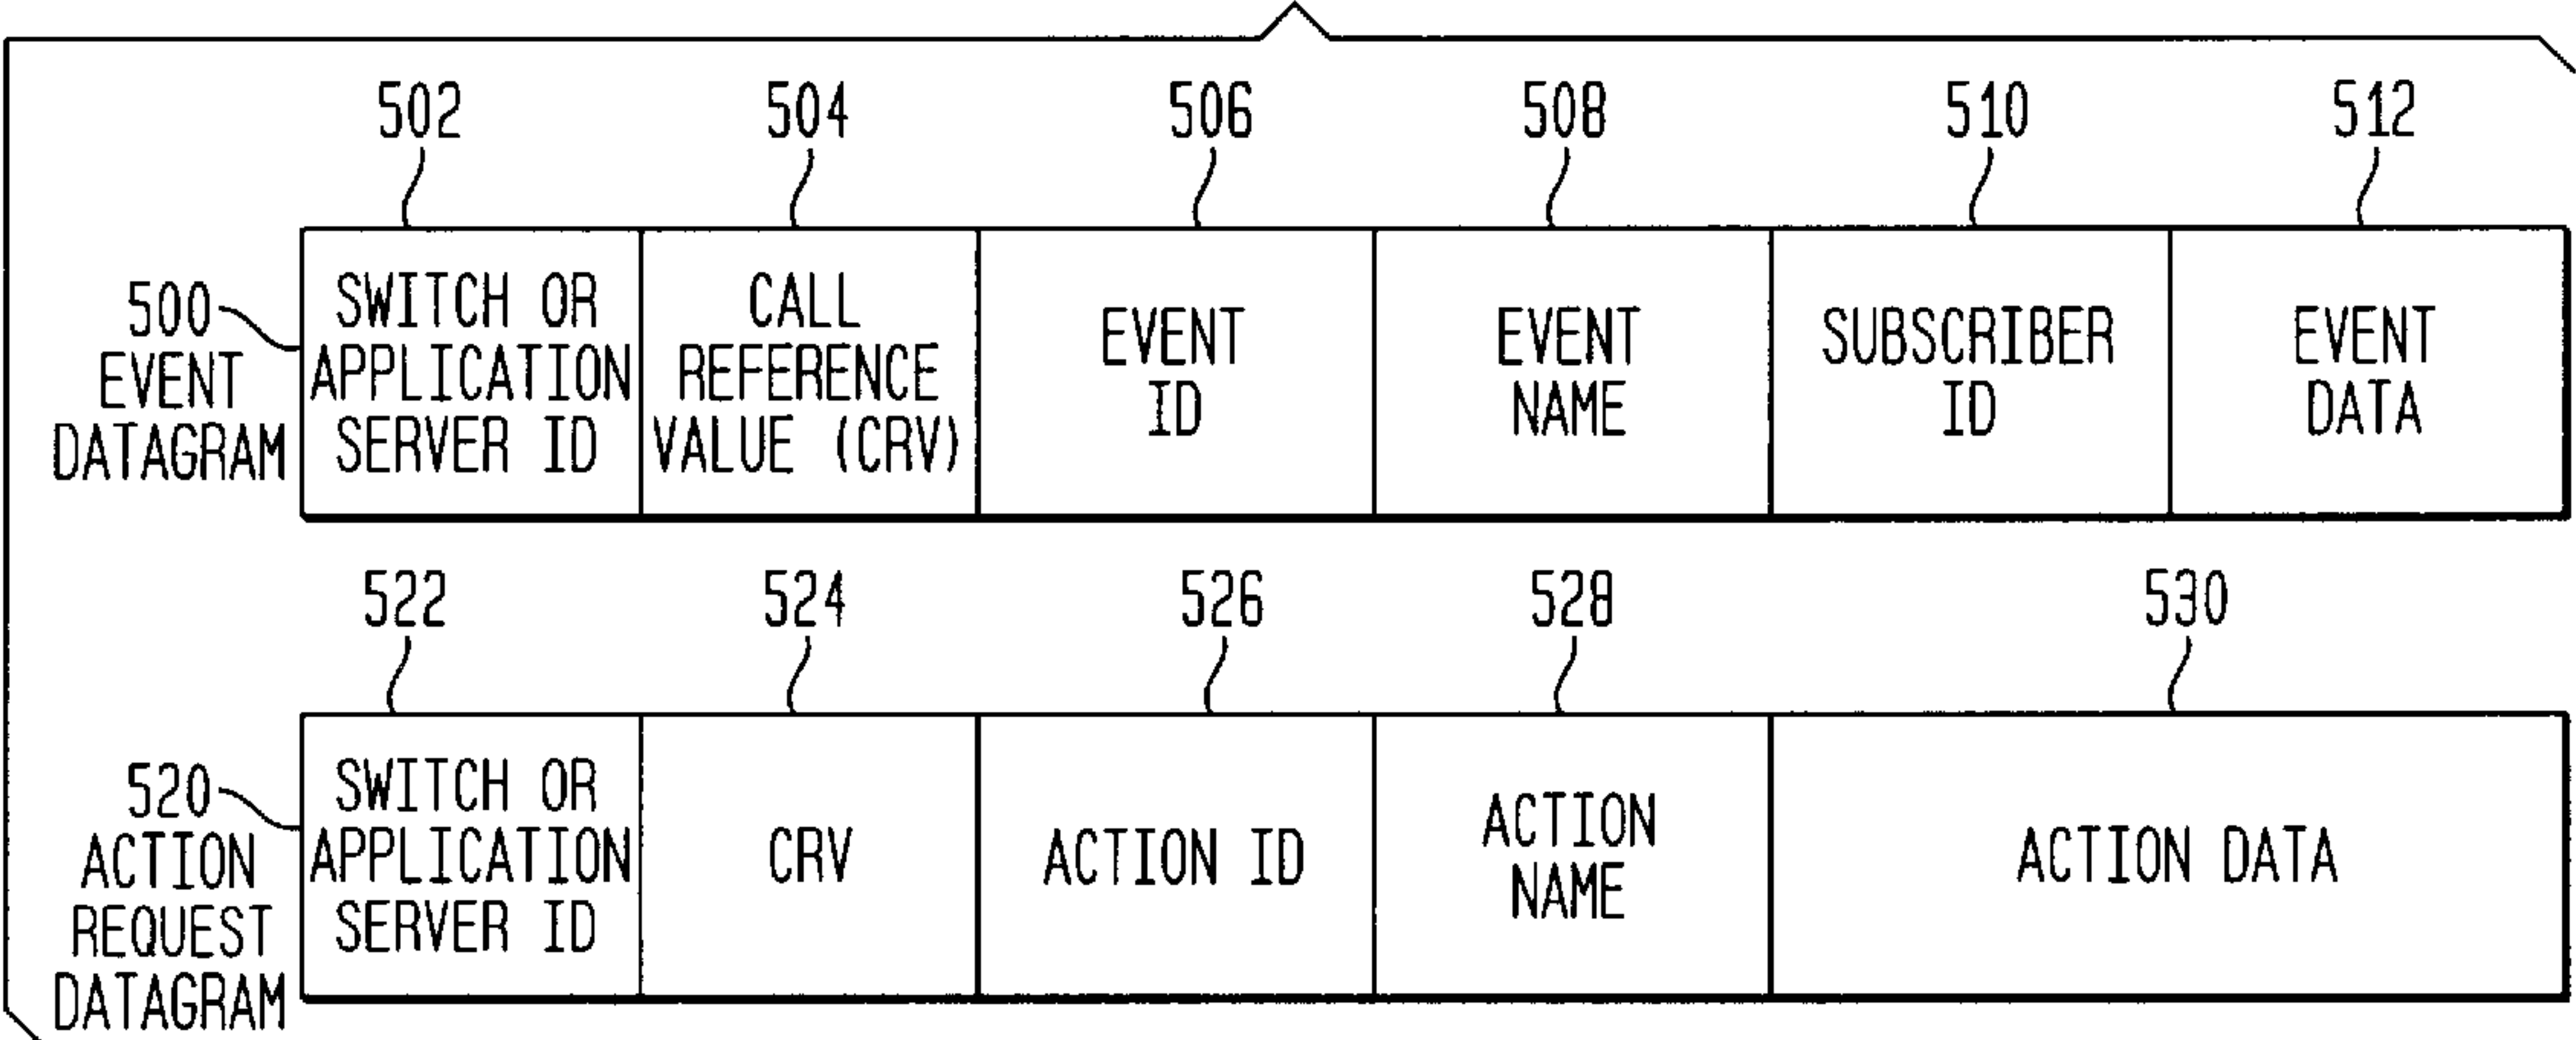 502 504 506 508 510 512
500
EVENT
DATAGRAM
SWITCH OR
APPLICATION
SERVER ID
CALL
REFERENCE
VALUE (CRV)
EVENT
ID
EVENT
NAME
SUBSCRIBER
ID
EVENT
DATA
522 524 526 528 530
520
ACTION
REQUEST
DATAGRAM
SWITCH OR
APPLICATION
SERVER ID
CRV
ACTION ID
ACTION
NAME
ACTION DATA